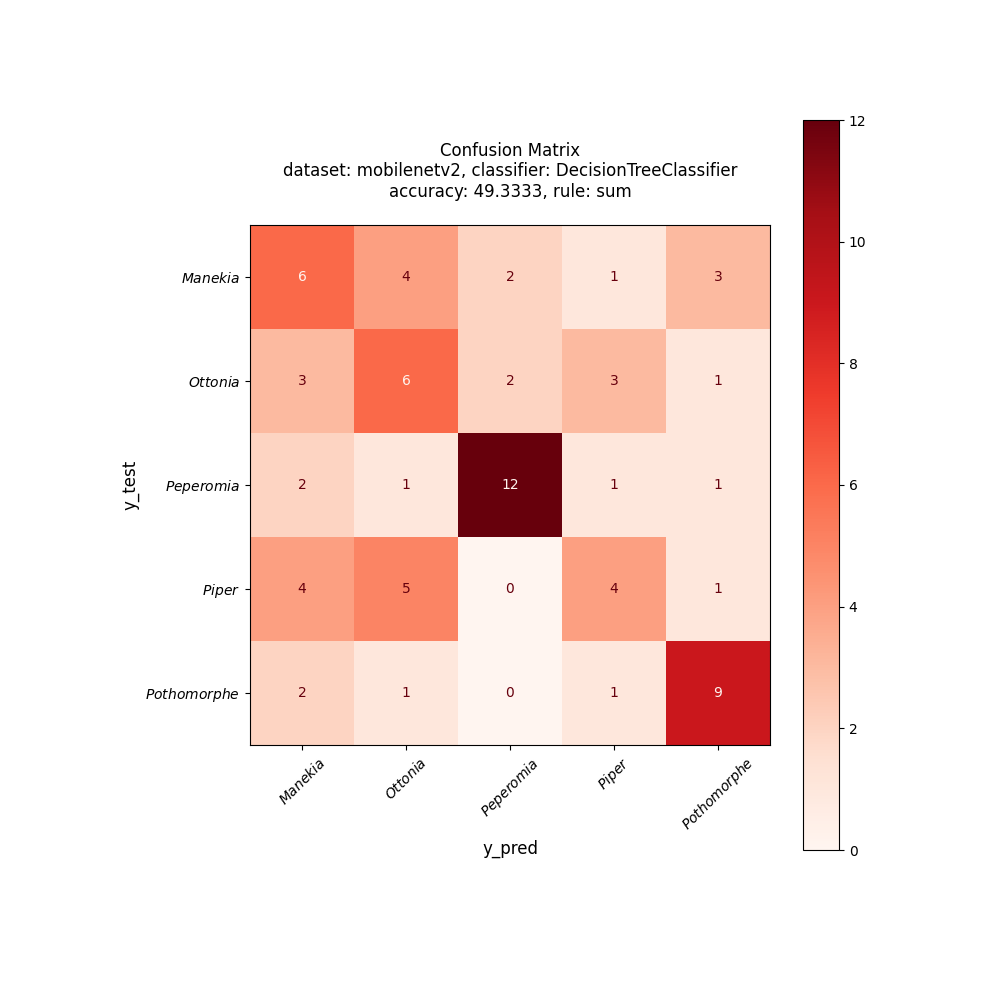 Confusion Matrix
dataset: mobilenetv2, classifier: DecisionTreeClassifier
accuracy: 49.3333, rule: sum
12
10
8
6
4
2
0
y_test
Manekia 6 4 2 1 3
Ottonia 3 6 2 3 1
Peperomia 2 1 12 1 1
Piper 4 5 0 4 1
Pothomorphe 2 1 0 1 9
Manekia Ottonia Peperomia Piper Pothomorphe
y_pred